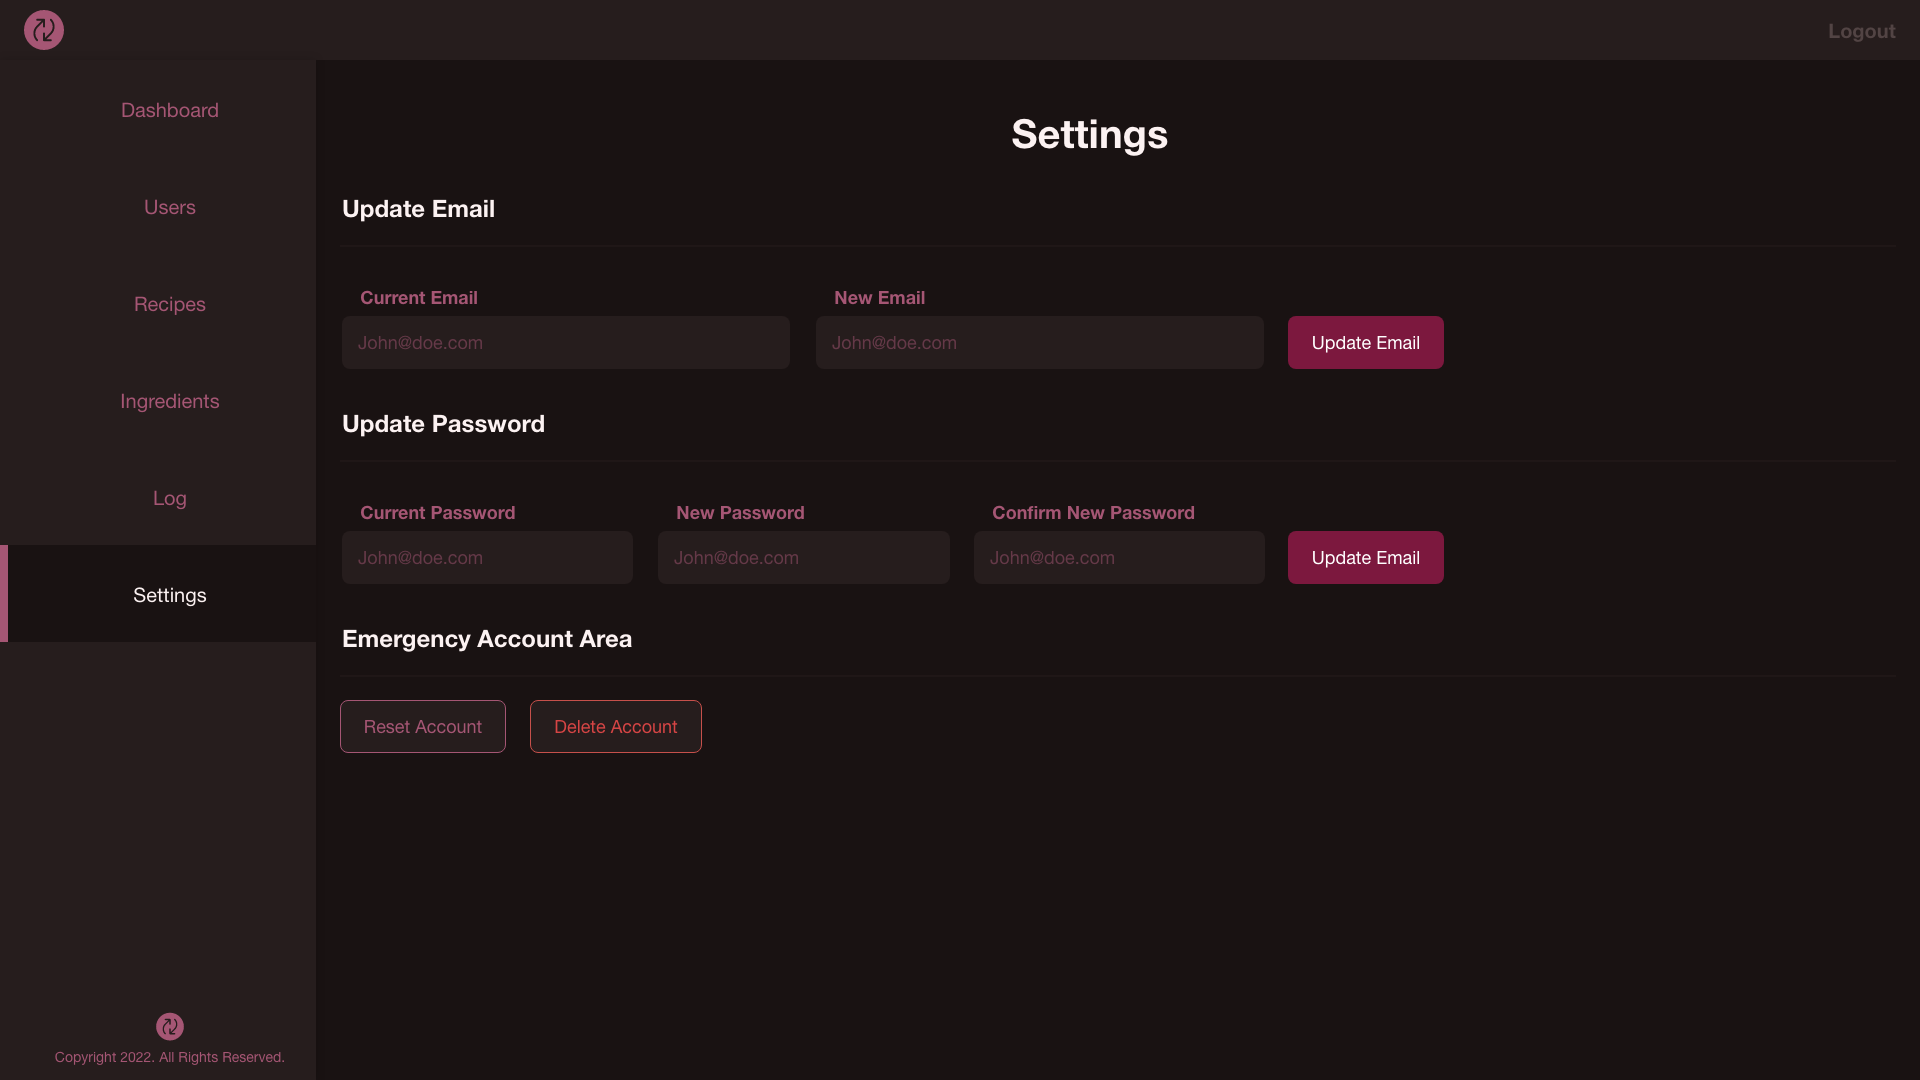 Logout
Dashboard
Users
Recipes
Ingredients
Log
Settings
Copyright 2022. All Rights Reserved.
Settings
Update Email
Current Email
New Email
John@doe.com
John@doe.com
Update Email
Update Password
Current Password
New Password
Confirm New Password
John@doe.com
John@doe.com
John@doe.com
Update Email
Emergency Account Area
Reset Account
Delete Account